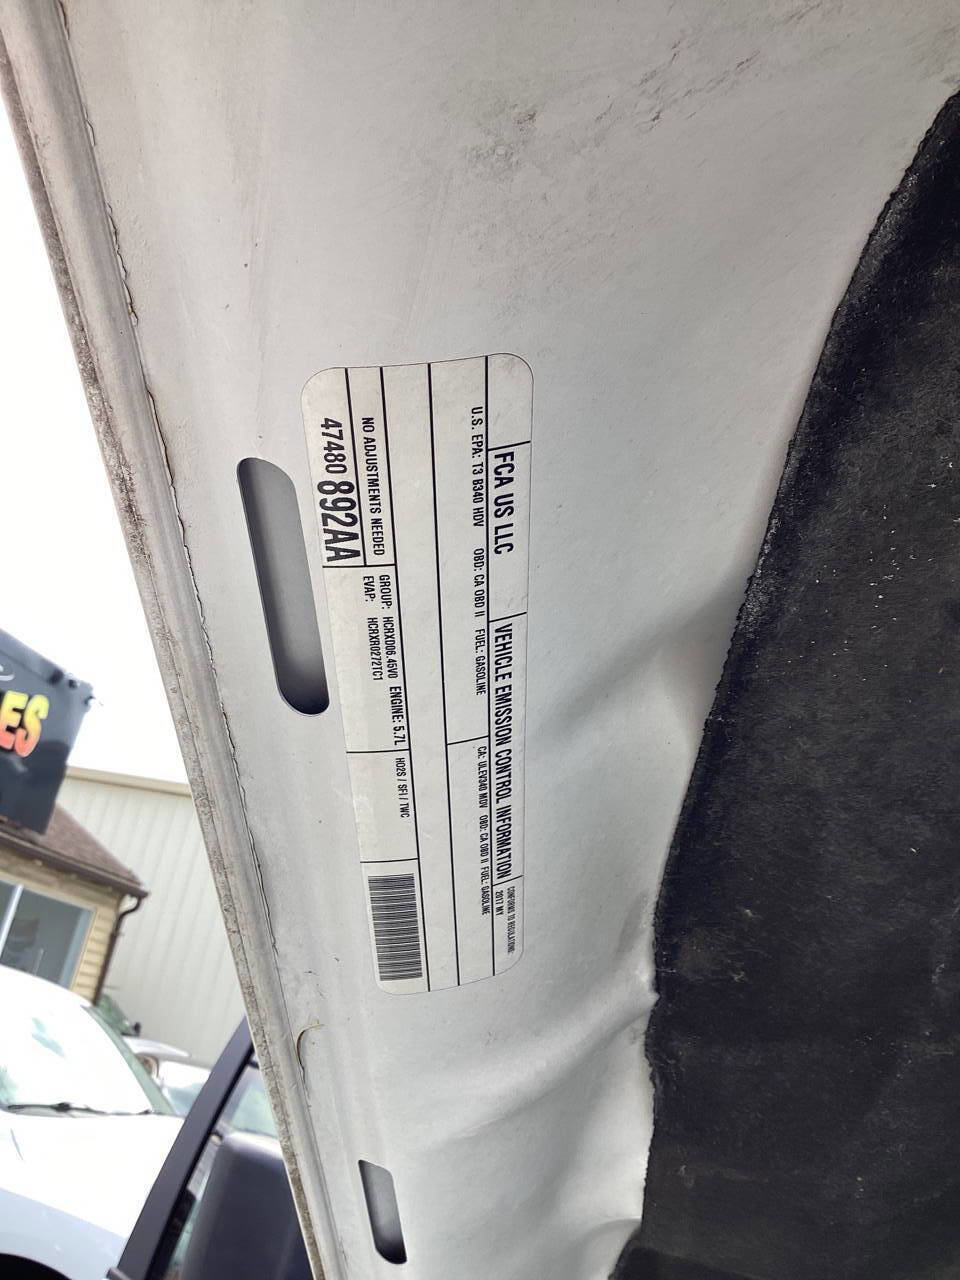 FCA US LLC
VEHICLE EMISSION CONTROL INFORMATION
CONFORMS TO REGULATIONS:
2017 MY
U.S. EPA: T3 B340 HDV OBD: CA OBD II FUEL: GASOLINE
CA: ULEV340 MDV OBD: CA OBD II FUEL: GASOLINE
NO ADJUSTMENTS NEEDED
47480892AA
GROUP: HCRXD06.45V0 ENGINE: 5.7L
EVAP: HCRXR0272TC1
HO2S / SFI / TWC
ES